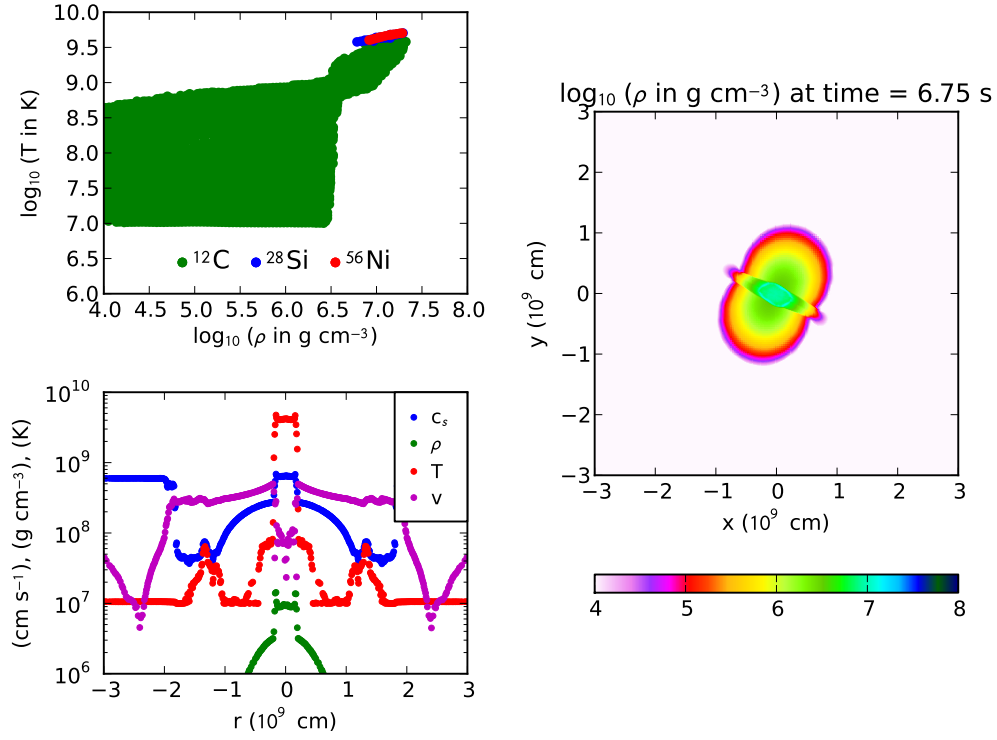 10.0
9.5
9.0
8.5
8.0
7.5
7.0
6.5
6.0
log₁₀ (T in K)
¹²C ²⁸Si ⁵⁶Ni
4.0 4.5 5.0 5.5 6.0 6.5 7.0 7.5 8.0
log₁₀ (ρ in g cm⁻³)
log₁₀ (ρ in g cm⁻³) at time = 6.75 s
3
2
1
0
−1
−2
−3
y (10⁹ cm)
−3 −2 −1 0 1 2 3
x (10⁹ cm)
10¹⁰
10⁹
10⁸
10⁷
10⁶
(cm s⁻¹), (g cm⁻³), (K)
cₛ
ρ
T
v
−3 −2 −1 0 1 2 3
r (10⁹ cm)
4 5 6 7 8